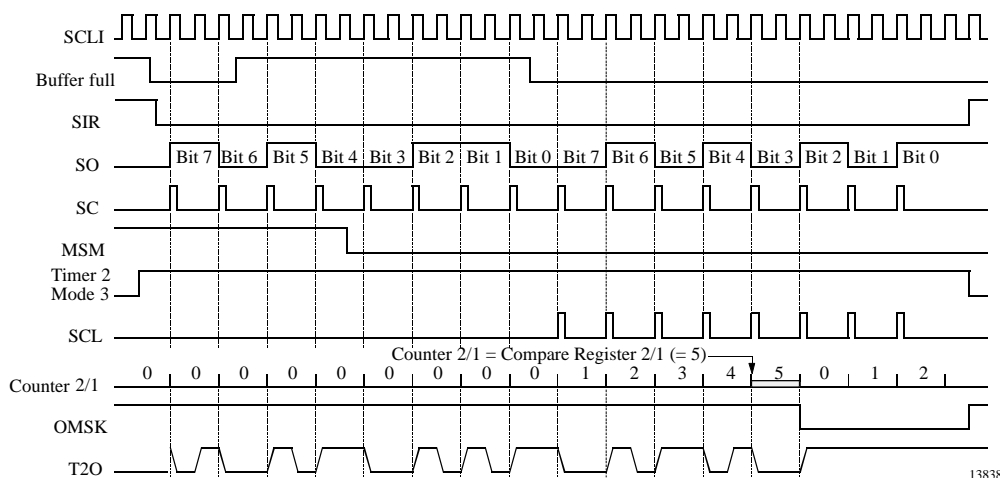 SCLI
Buffer full
SIR
SO
Bit 7 Bit 6 Bit 5 Bit 4 Bit 3 Bit 2 Bit 1 Bit 0 Bit 7 Bit 6 Bit 5 Bit 4 Bit 3 Bit 2 Bit 1 Bit 0
SC
MSM
Timer 2
Mode 3
SCL
Counter 2/1 = Compare Register 2/1 (= 5)
Counter 2/1
0 0 0 0 0 0 0 0 0 1 2 3 4 5 0 1 2
OMSK
T2O
13838